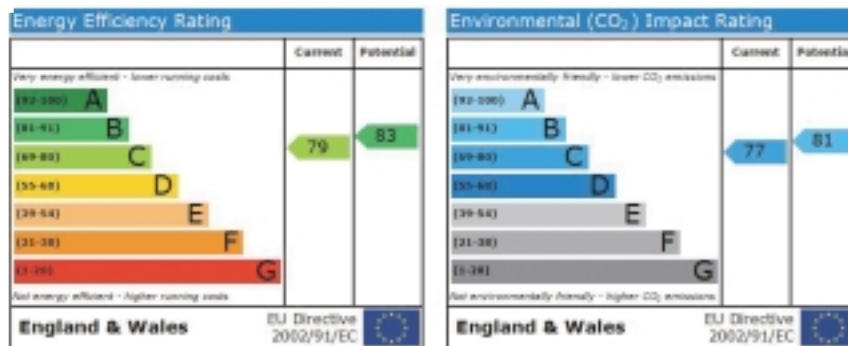 Energy Efficiency Rating
Current Potential
Very energy efficient - lower running costs
(92-100) A
(81-91) B
(69-80) C
(55-68) D
(39-54) E
(21-38) F
(1-20) G
79
83
Not energy efficient - higher running costs
England & Wales
EU Directive
2002/91/EC
Environmental (CO₂) Impact Rating
Current Potential
Very environmentally friendly - lower CO₂ emissions
(92-100) A
(81-91) B
(69-80) C
(55-68) D
(39-54) E
(21-38) F
(1-20) G
77
81
Not environmentally friendly - higher CO₂ emissions
England & Wales
EU Directive
2002/91/EC